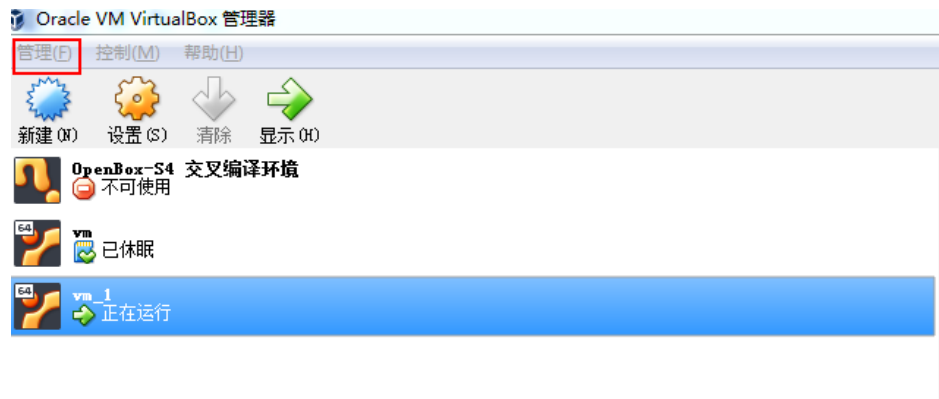 Oracle VM VirtualBox 管理器
管理(F) 控制(M) 帮助(H)
新建(N) 设置(S) 清除 显示(H)
OpenBox-S4 交叉编译环境
不可使用
64
vm
已休眠
64
vm_1
正在运行